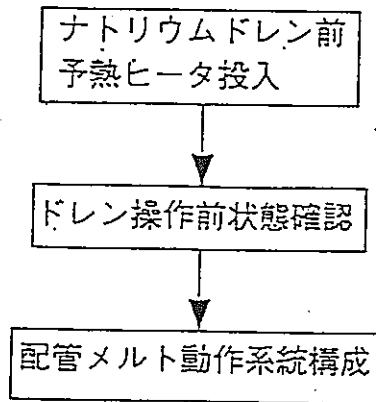 ナトリウムドレン前
予熱ヒータ投入
ドレン操作前状態確認
配管メルト動作系統構成